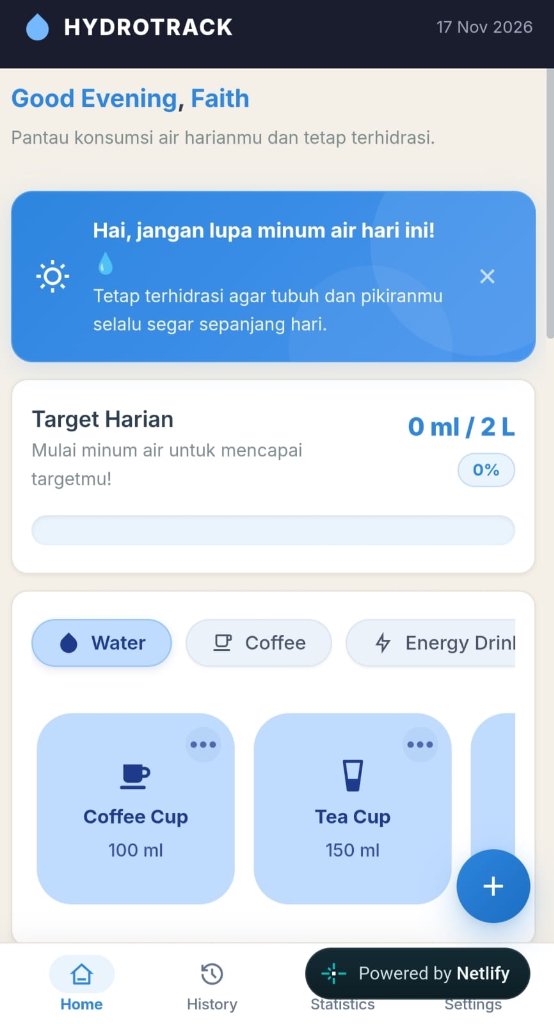 HYDROTRACK
17 Nov 2026
Good Evening, Faith
Pantau konsumsi air harianmu dan tetap terhidrasi.
Hai, jangan lupa minum air hari ini!
Tetap terhidrasi agar tubuh dan pikiranmu
selalu segar sepanjang hari.
Target Harian
0 ml / 2 L
Mulai minum air untuk mencapai
targetmu!
0%
Water
Coffee
Energy Drink
Coffee Cup
100 ml
Tea Cup
150 ml
Powered by Netlify
Home
History
Statistics
Settings